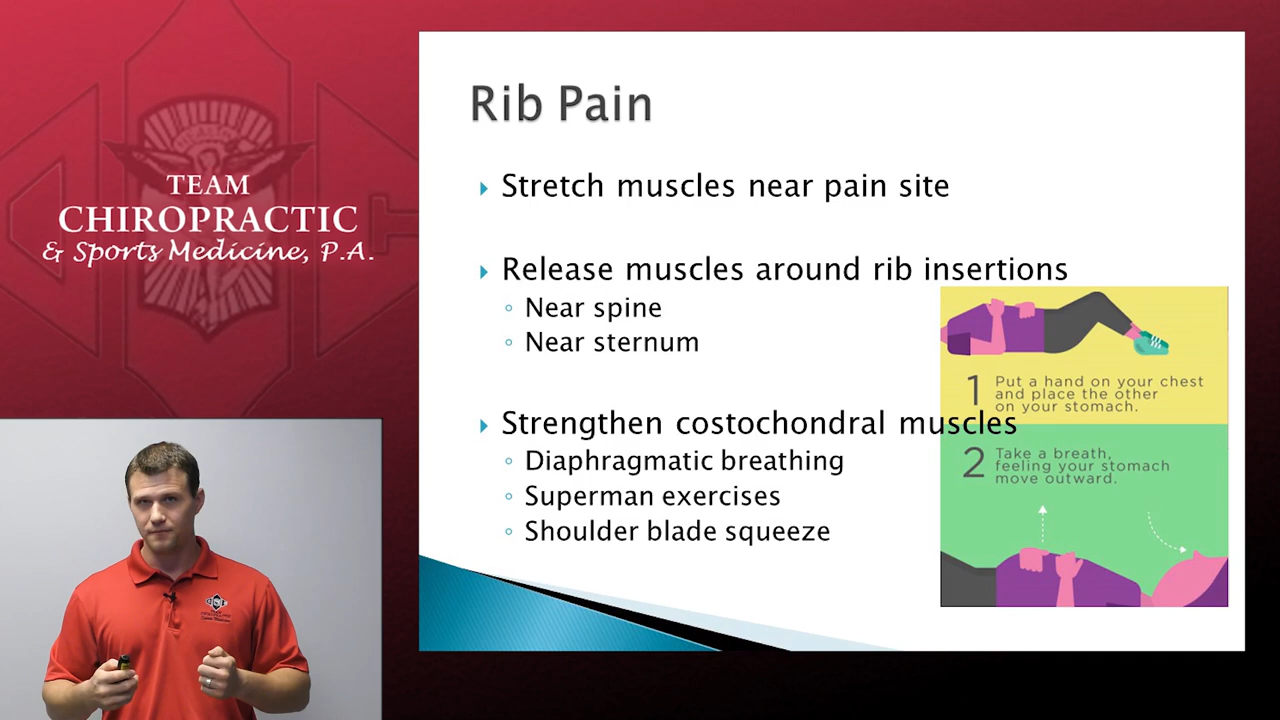 HEALTH
TEAM
CHIROPRACTIC
& Sports Medicine, P.A.
Rib Pain
Stretch muscles near pain site
Release muscles around rib insertions
Near spine
Near sternum
Strengthen costochondral muscles
Diaphragmatic breathing
Superman exercises
Shoulder blade squeeze
1 Put a hand on your chest
and place the other
on your stomach.
2 Take a breath,
feeling your stomach
move outward.